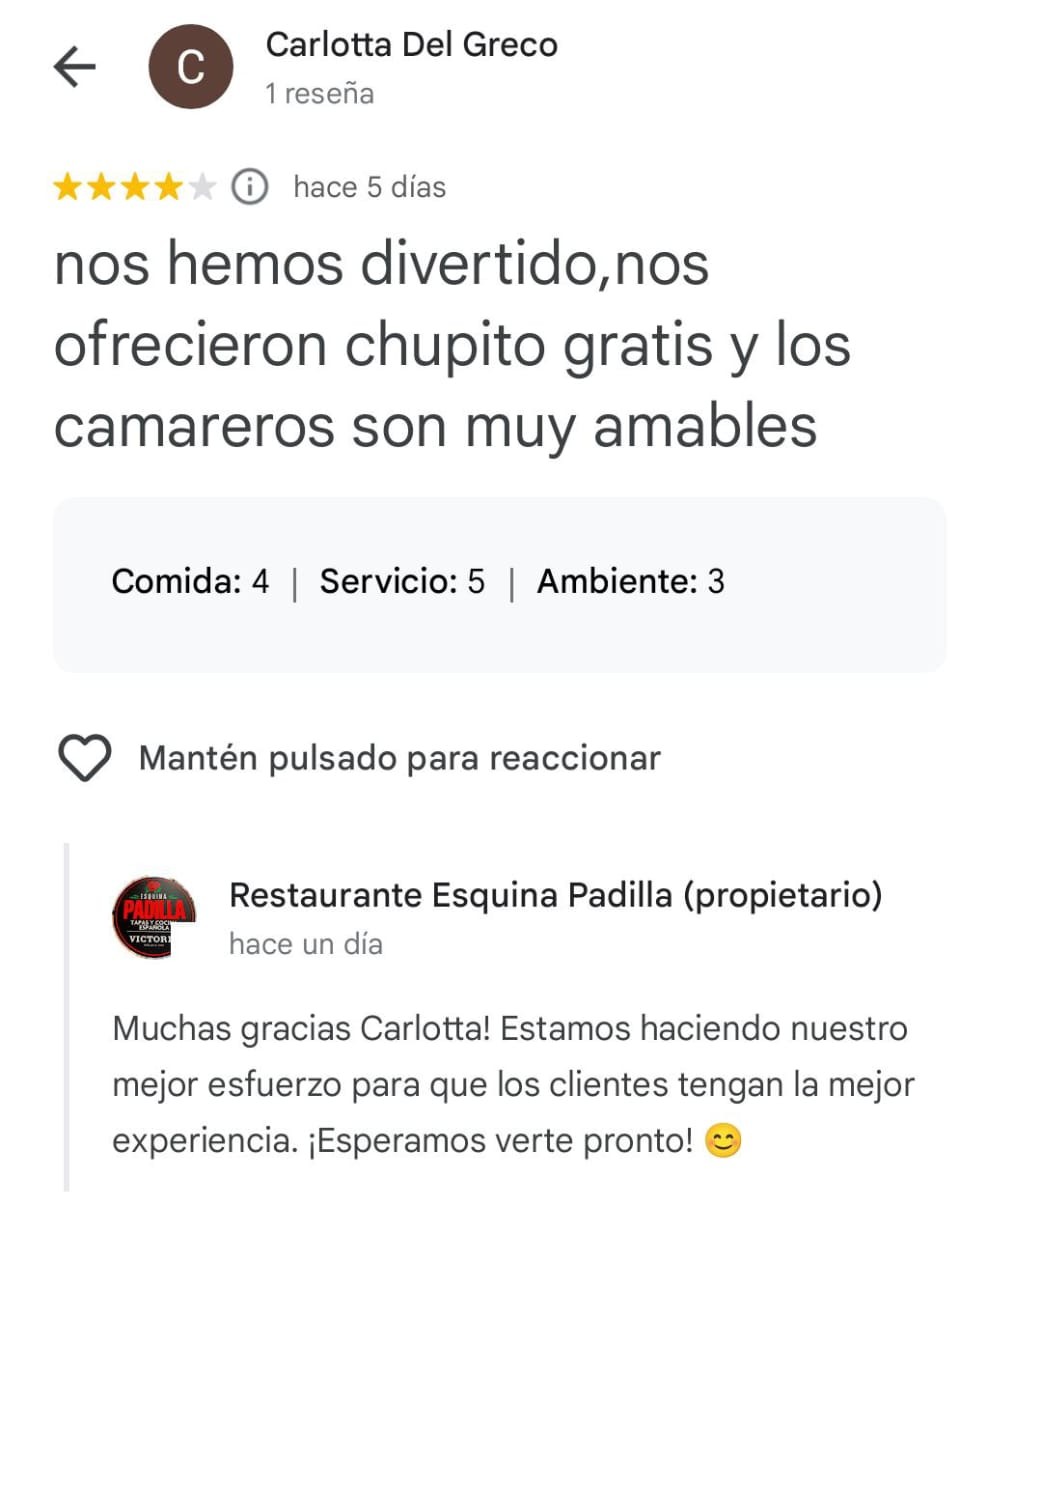 C
Carlotta Del Greco
1 reseña
hace 5 días
nos hemos divertido,nos
ofrecieron chupito gratis y los
camareros son muy amables
Comida: 4 | Servicio: 5 | Ambiente: 3
Mantén pulsado para reaccionar
ESQUINA
PADILLA
TAPAS Y COCI
ESPAÑOLA
VICTORI
Restaurante Esquina Padilla (propietario)
hace un día
Muchas gracias Carlotta! Estamos haciendo nuestro
mejor esfuerzo para que los clientes tengan la mejor
experiencia. ¡Esperamos verte pronto! 😊